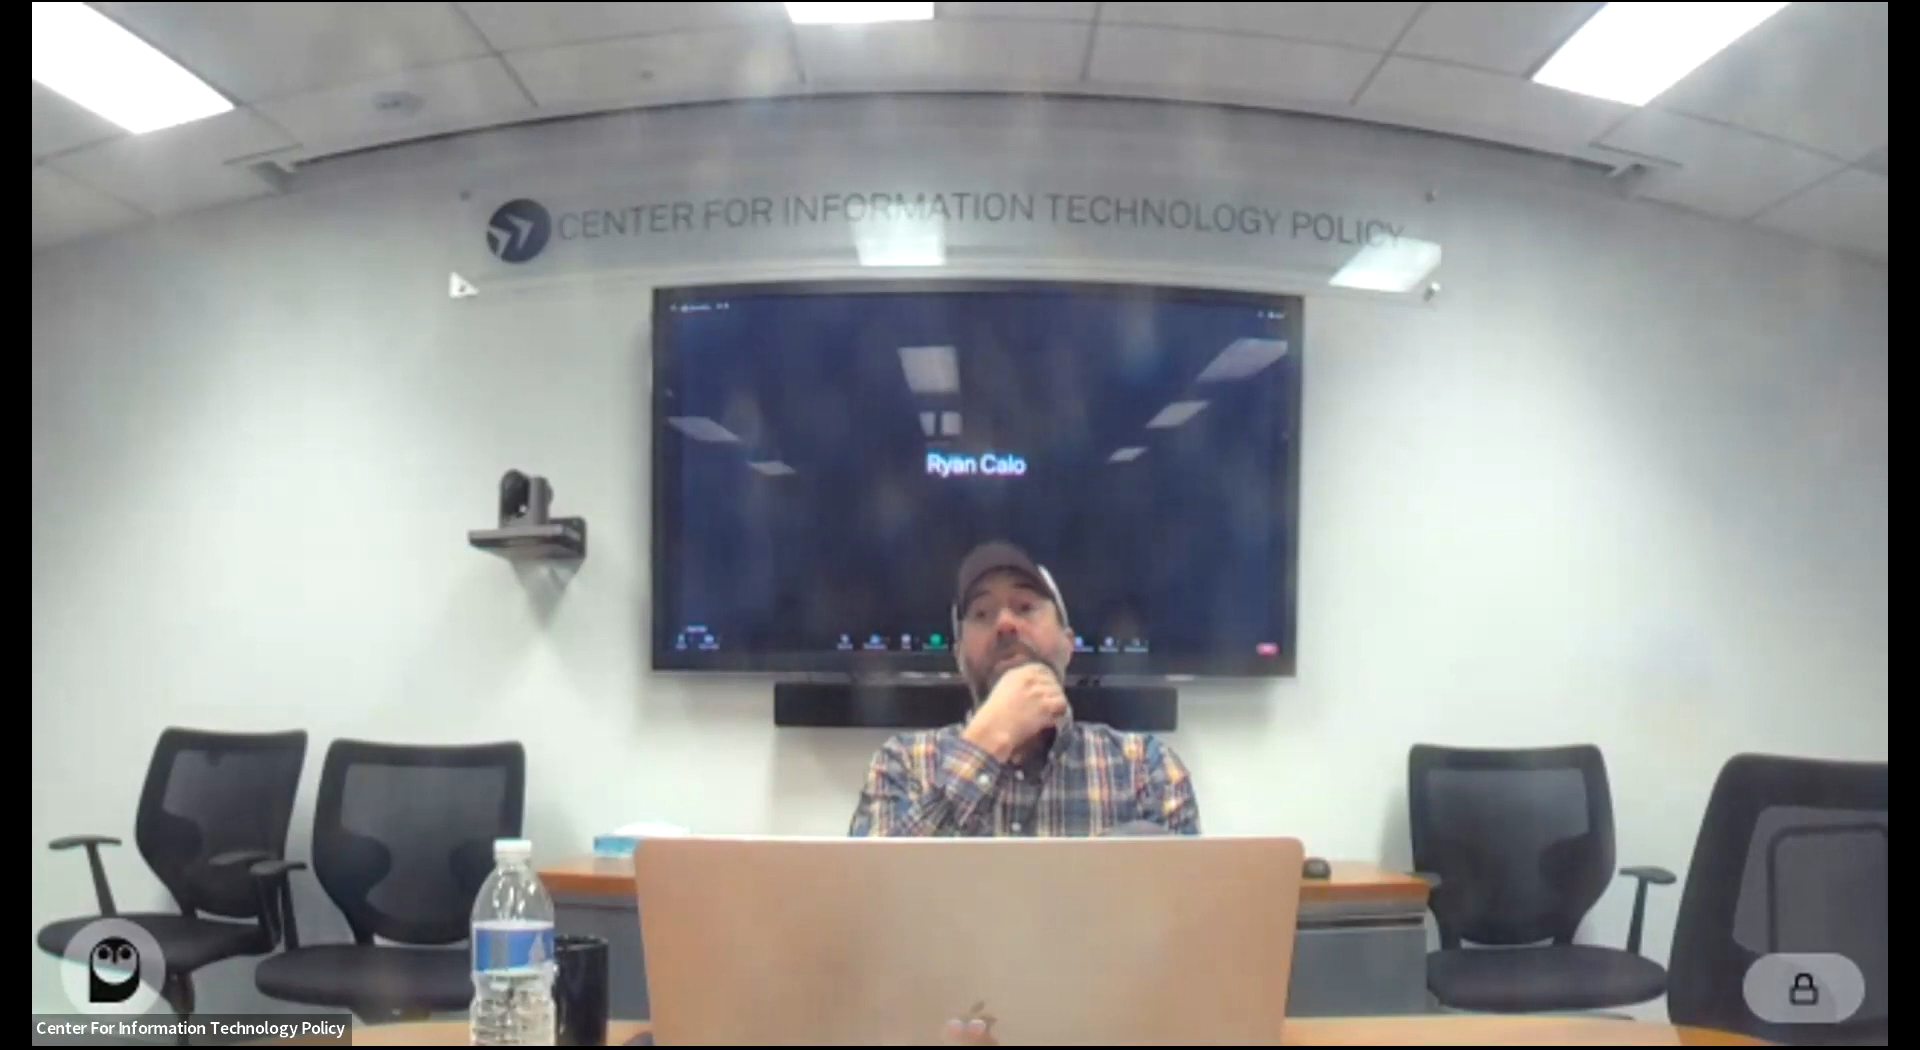 CENTER FOR INFORMATION TECHNOLOGY POLICY
Ryan Calo
Center For Information Technology Policy